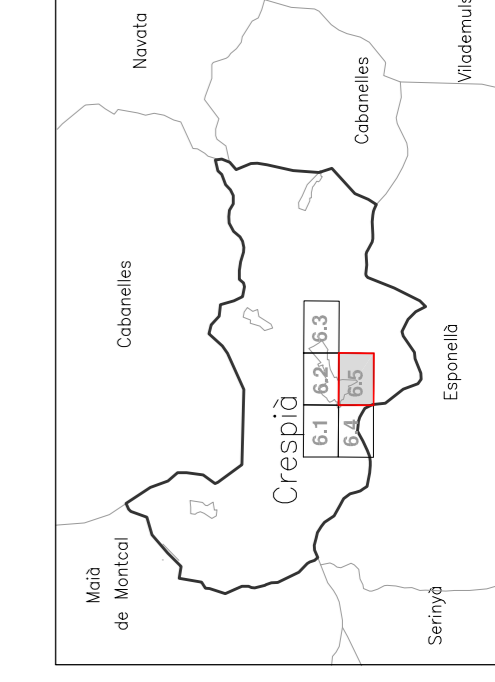 Maià
de Montcal
Cabanelles
Navata
Crespià
6.1 6.2 6.3
6.4 6.5
Cabanelles
Serinyà
Esponellà
Vilademuls